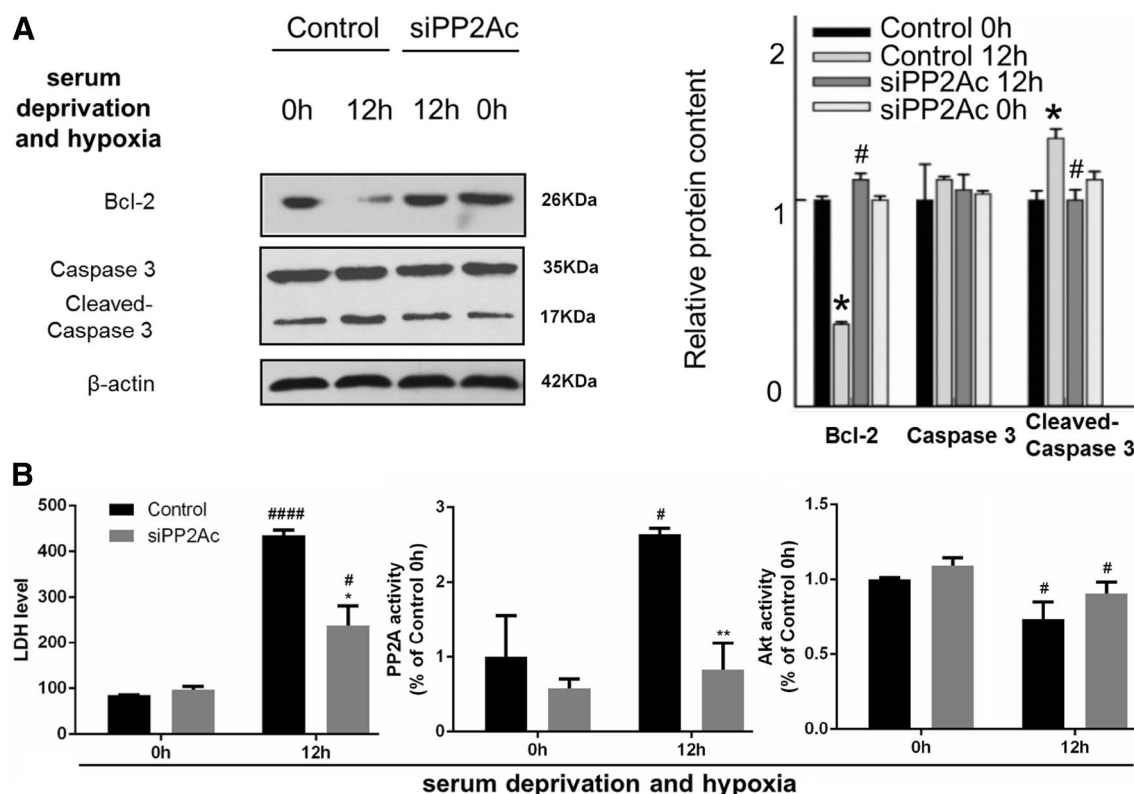 A
Control siPP2Ac
serum
deprivation
and hypoxia
0h 12h 12h 0h
Bcl-2 26KDa
Caspase 3 35KDa
Cleaved-
Caspase 3
17KDa
β-actin 42KDa
Relative protein content
2
1
0
Control 0h
Control 12h
siPP2Ac 12h
siPP2Ac 0h
*
#
*
#
Bcl-2 Caspase 3 Cleaved-
Caspase 3
B
LDH level
500
400
300
200
100
0
Control
siPP2Ac
####
#
*
0h 12h
PP2A activity
(% of Control 0h)
3
2
1
0
#
**
0h 12h
Akt activity
(% of Control 0h)
1.5
1.0
0.5
0.0
#
#
0h 12h
serum deprivation and hypoxia